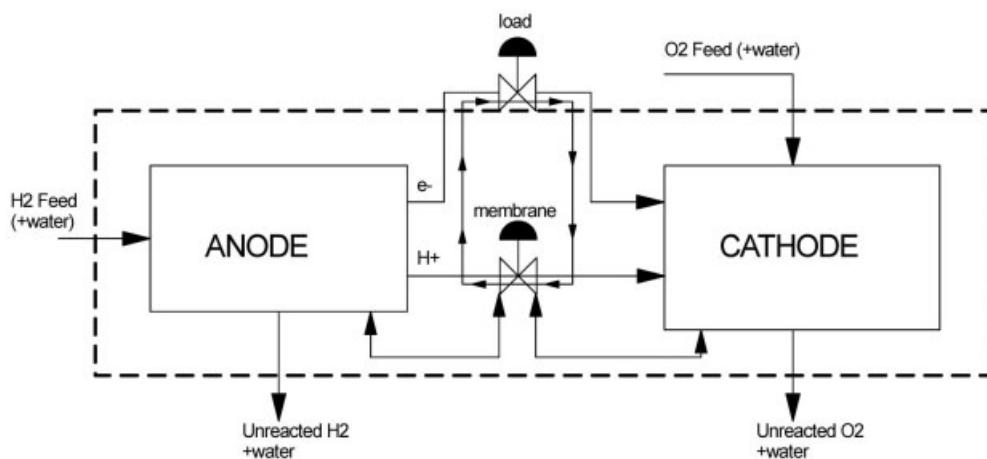 load
O2 Feed (+water)
H2 Feed
(+water)
e-
membrane
ANODE
CATHODE
H+
Unreacted H2
+water
Unreacted O2
+water